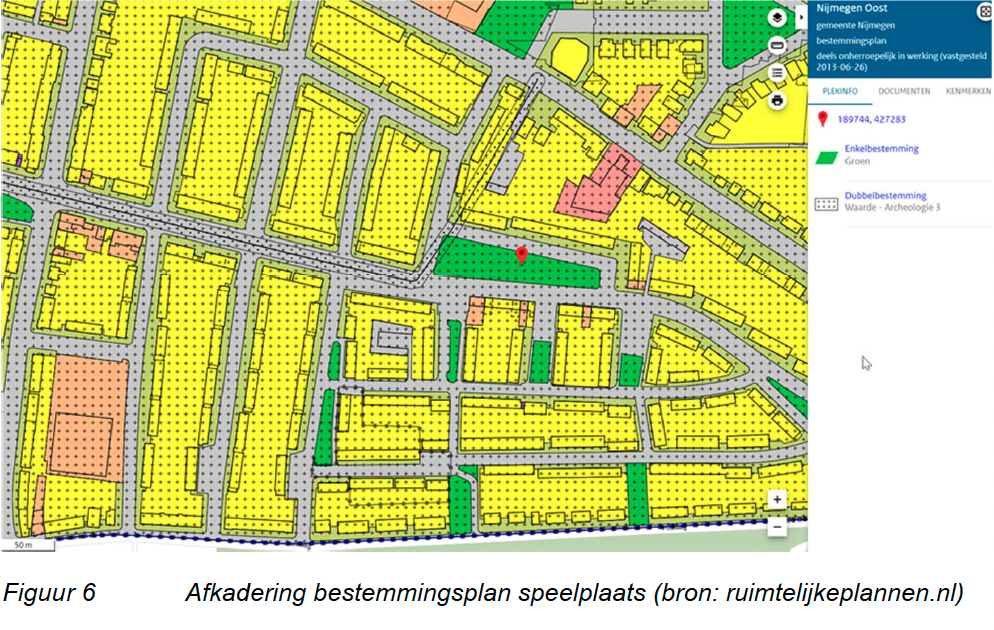 Nijmegen Oost
gemeente Nijmegen
bestemmingsplan
deels onherroepelijk in werking (vastgesteld
2013-06-26)
PLEKINFO DOCUMENTEN KENMERKEN
189744, 427283
Enkelbestemming
Groen
Dubbelbestemming
Waarde - Archeologie 3
+
−
50 m
Figuur 6 Afkadering bestemmingsplan speelplaats (bron: ruimtelijkeplannen.nl)